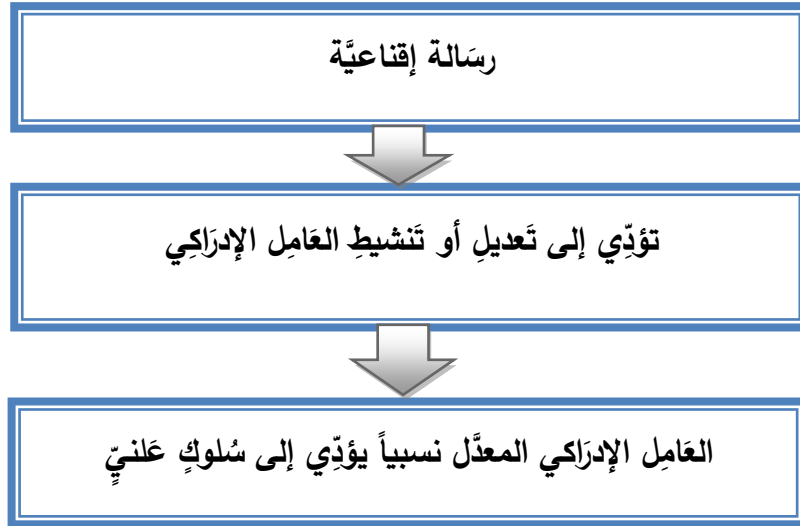 رسَالة إقناعيَّة
تؤدِّي إلى تَعديلِ أو تَنشيطِ العَامِل الإدرَاكِي
العَامِل الإدرَاكي المعدَّل نسبياً يؤدِّي إلى سُلوكٍ عَلنيٍّ